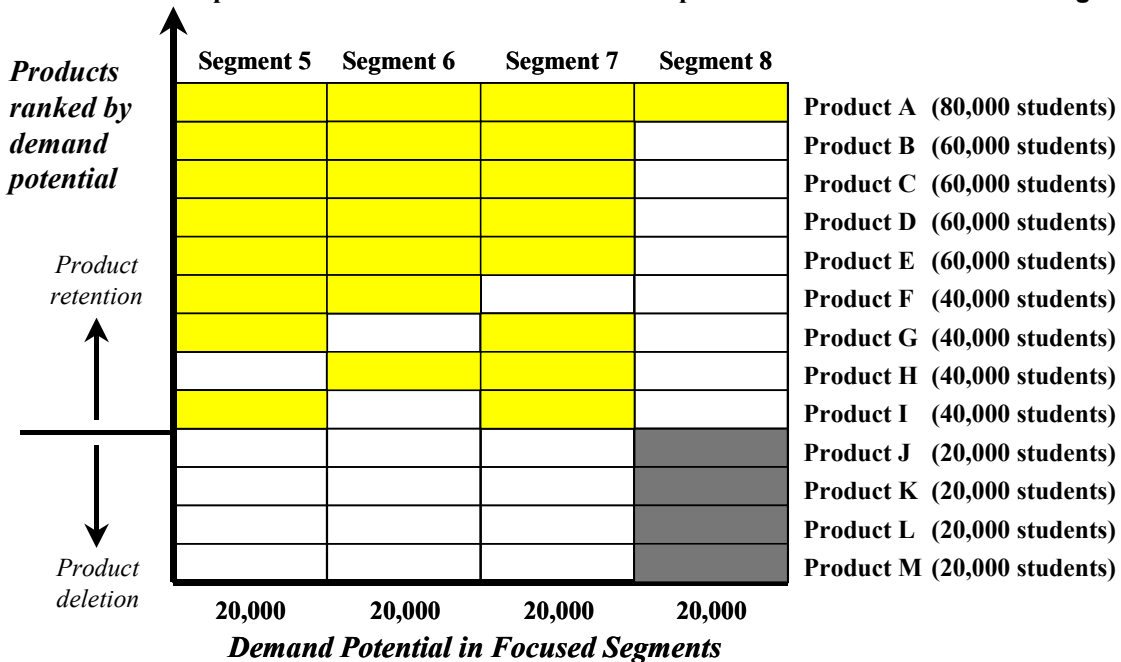 Segment 5 Segment 6 Segment 7 Segment 8
Products
ranked by
demand
potential
Product A (80,000 students)
Product B (60,000 students)
Product C (60,000 students)
Product D (60,000 students)
Product E (60,000 students)
Product
retention
Product F (40,000 students)
Product G (40,000 students)
Product H (40,000 students)
Product I (40,000 students)
Product J (20,000 students)
Product K (20,000 students)
Product L (20,000 students)
Product M (20,000 students)
Product
deletion
20,000 20,000 20,000 20,000
Demand Potential in Focused Segments